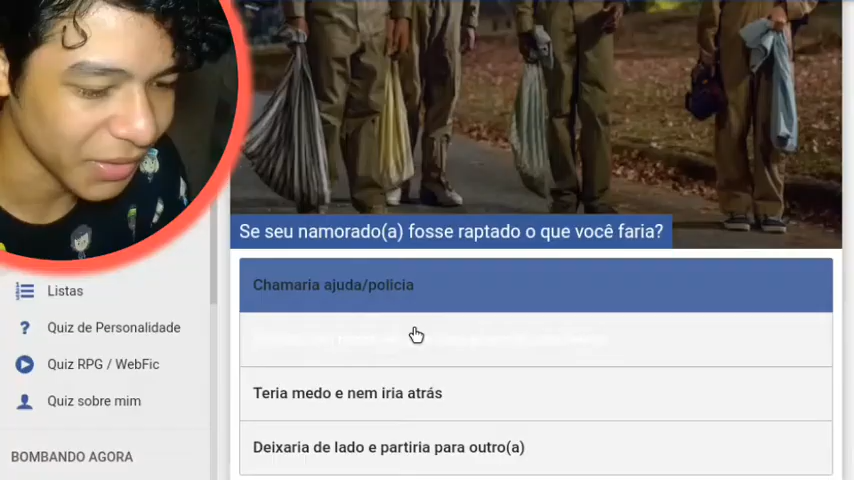 Se seu namorado(a) fosse raptado o que você faria?
Chamaria ajuda/policia
Teria medo e nem iria atrás
Deixaria de lado e partiria para outro(a)
Listas
Quiz de Personalidade
Quiz RPG / WebFic
Quiz sobre mim
BOMBANDO AGORA